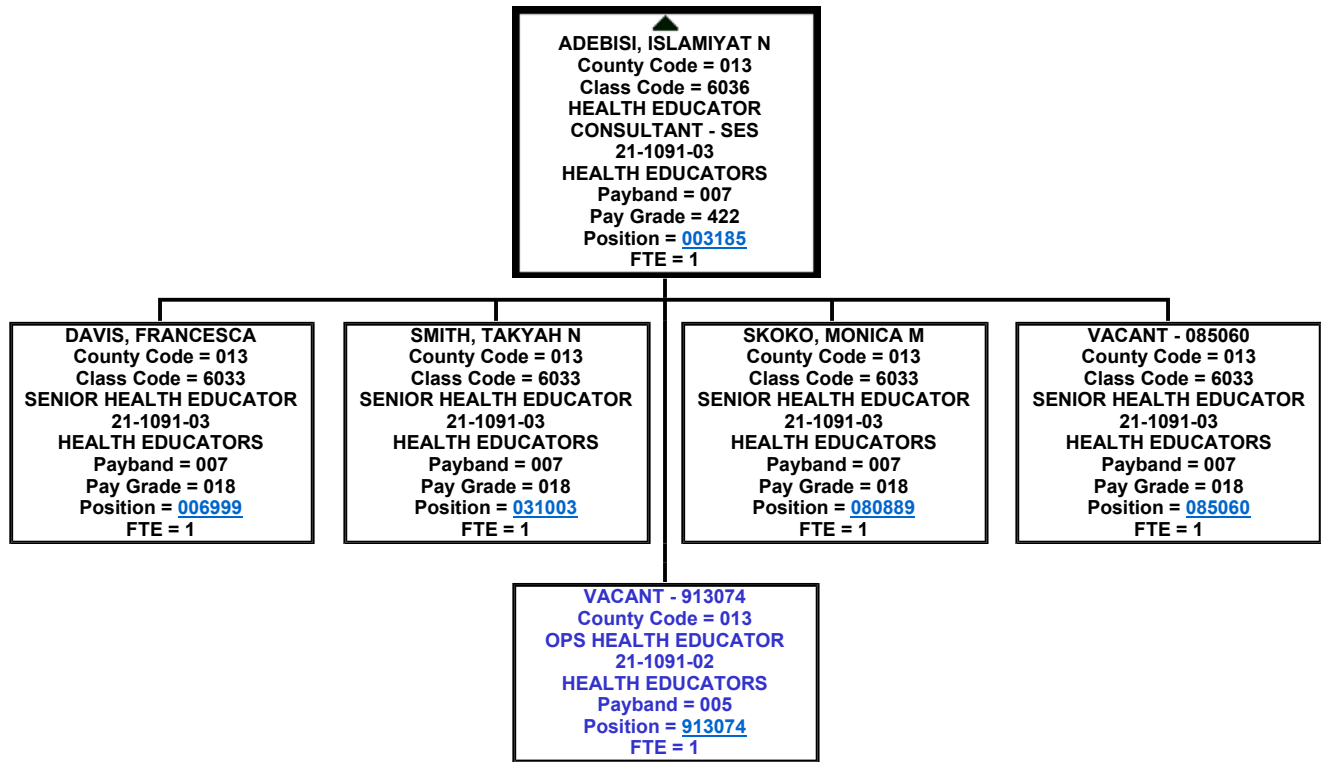 ADEBISI, ISLAMIYAT N
County Code = 013
Class Code = 6036
HEALTH EDUCATOR
CONSULTANT - SES
21-1091-03
HEALTH EDUCATORS
Payband = 007
Pay Grade = 422
Position = 003185
FTE = 1
DAVIS, FRANCESCA
County Code = 013
Class Code = 6033
SENIOR HEALTH EDUCATOR
21-1091-03
HEALTH EDUCATORS
Payband = 007
Pay Grade = 018
Position = 006999
FTE = 1
SMITH, TAKYAH N
County Code = 013
Class Code = 6033
SENIOR HEALTH EDUCATOR
21-1091-03
HEALTH EDUCATORS
Payband = 007
Pay Grade = 018
Position = 031003
FTE = 1
SKOKO, MONICA M
County Code = 013
Class Code = 6033
SENIOR HEALTH EDUCATOR
21-1091-03
HEALTH EDUCATORS
Payband = 007
Pay Grade = 018
Position = 080889
FTE = 1
VACANT - 085060
County Code = 013
Class Code = 6033
SENIOR HEALTH EDUCATOR
21-1091-03
HEALTH EDUCATORS
Payband = 007
Pay Grade = 018
Position = 085060
FTE = 1
VACANT - 913074
County Code = 013
OPS HEALTH EDUCATOR
21-1091-02
HEALTH EDUCATORS
Payband = 005
Position = 913074
FTE = 1